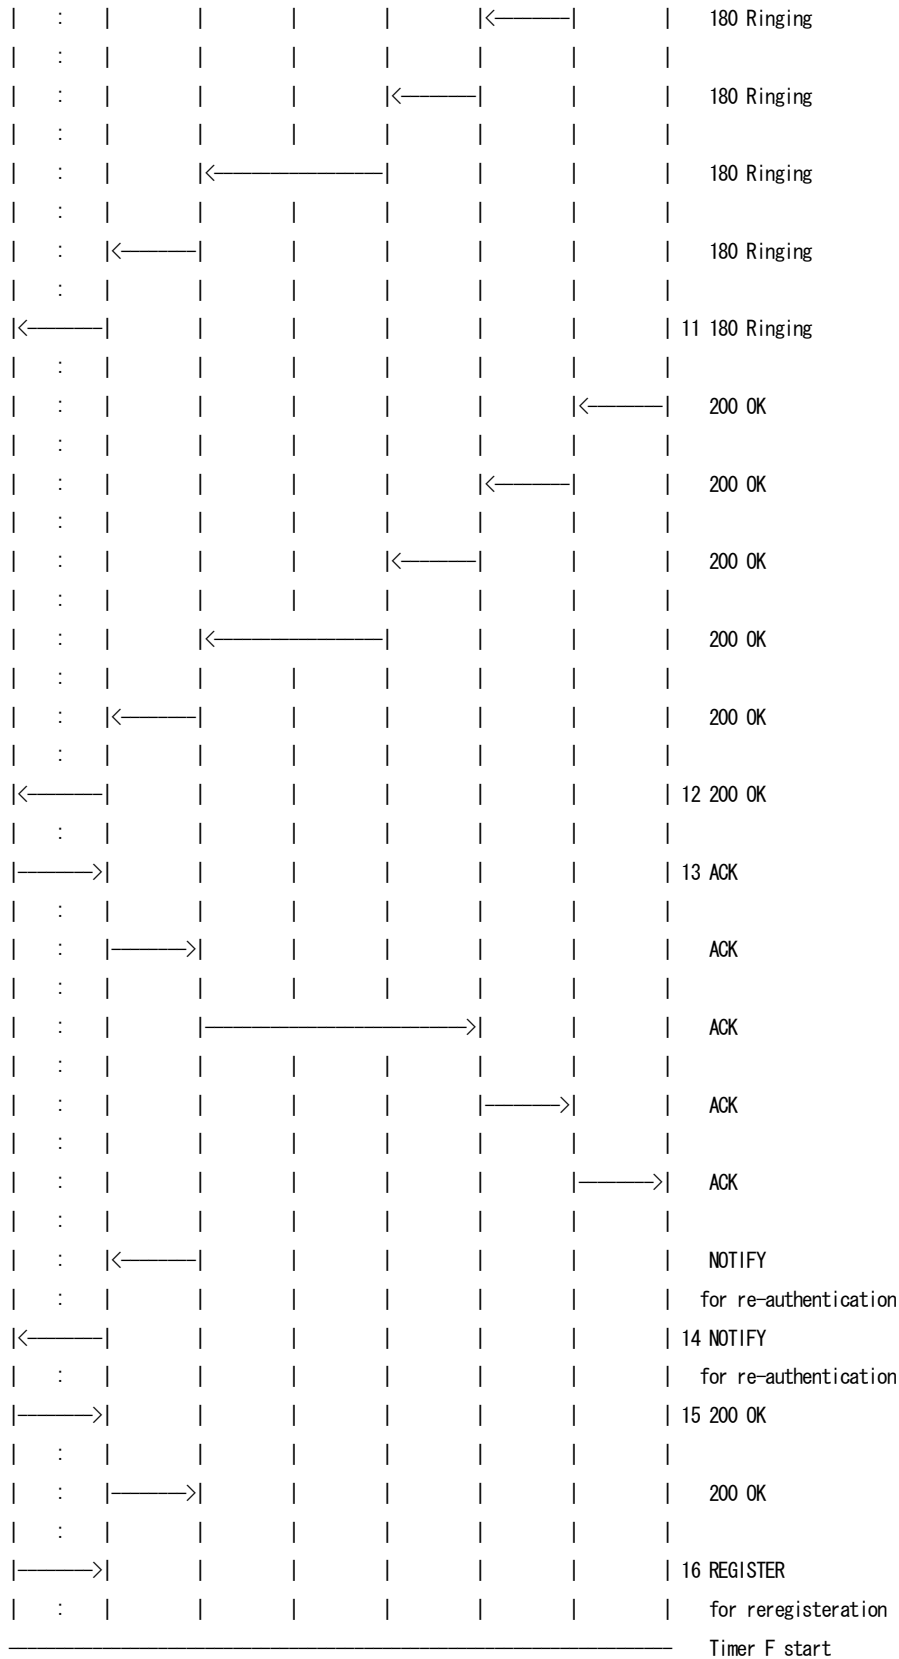 180 Ringing
180 Ringing
180 Ringing
180 Ringing
11 180 Ringing
200 OK
200 OK
200 OK
200 OK
200 OK
12 200 OK
13 ACK
ACK
ACK
ACK
ACK
NOTIFY
for re-authentication
14 NOTIFY
for re-authentication
15 200 OK
200 OK
16 REGISTER
for reregisteration
Timer F start